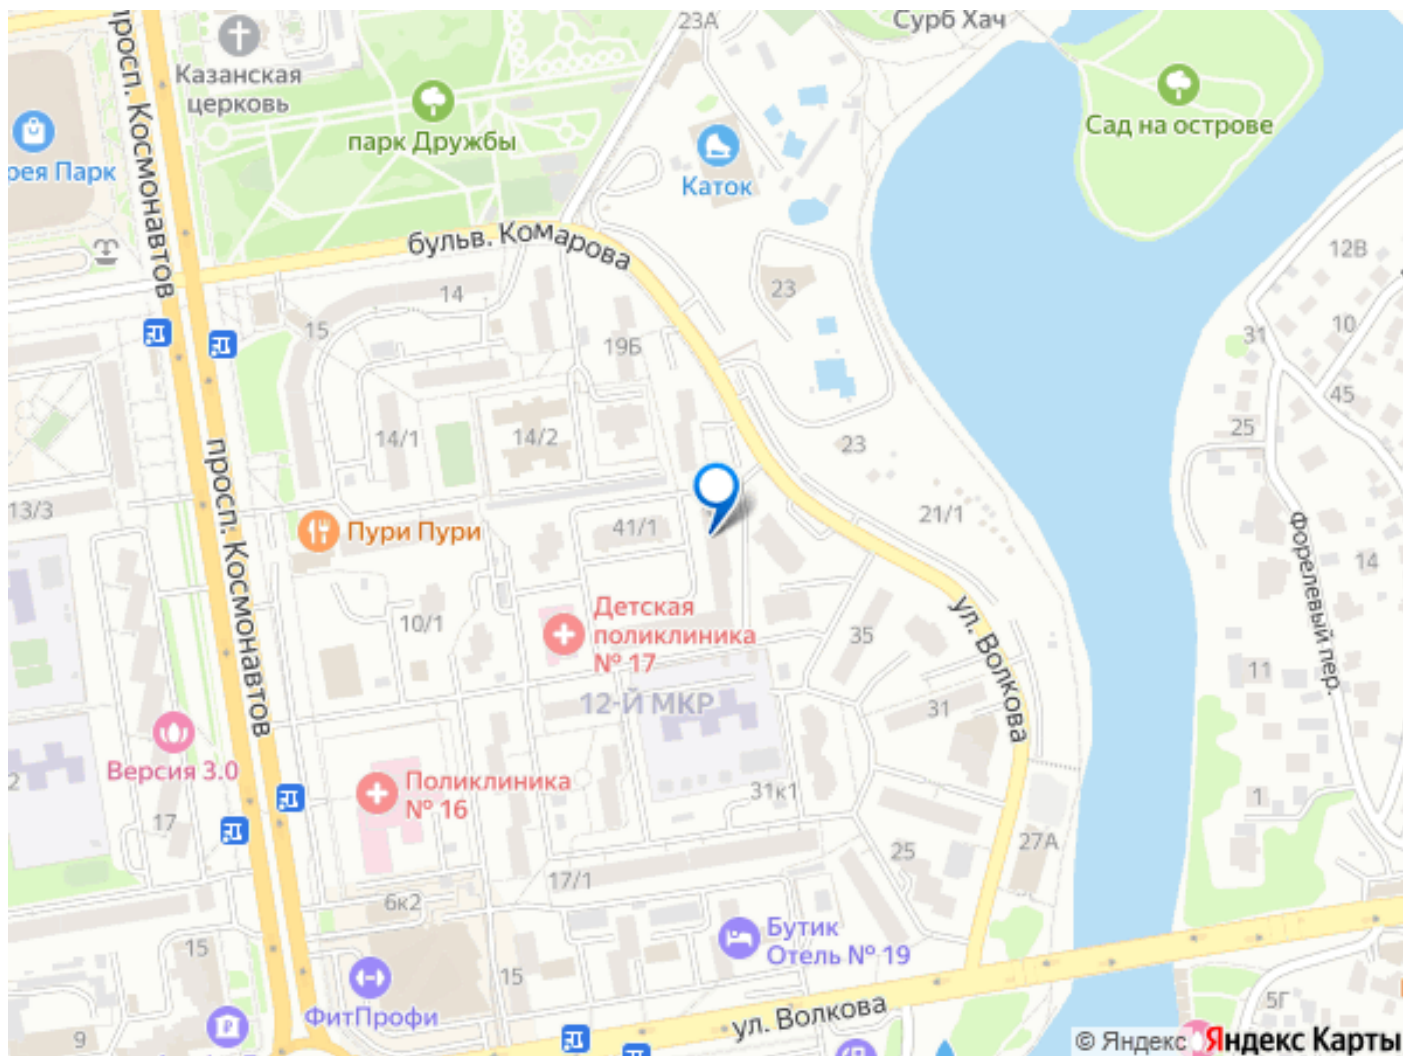 23А
Сурб Хач
Казанская
церковь
просп. Космонавтов
парк Дружбы
Сад на острове
рея Парк
Каток
бульв. Комарова
12В
14
23
15
19Б
31
10
45
14/1
14/2
25
23
просп. Космонавтов
13/3
Пури Пури
41/1
21/1
Форелевый пер.
14
10/1
Детская
поликлиника
№ 17
35
ул. Волкова
11
12-Й МКР
31
Версия 3.0
2
Поликлиника
№ 16
31к1
1
17
27А
25
17/1
6к2
Бутик
Отель № 19
15
15
ФитПрофи
5Г
9
ул. Волкова
© Яндекс Яндекс Карты